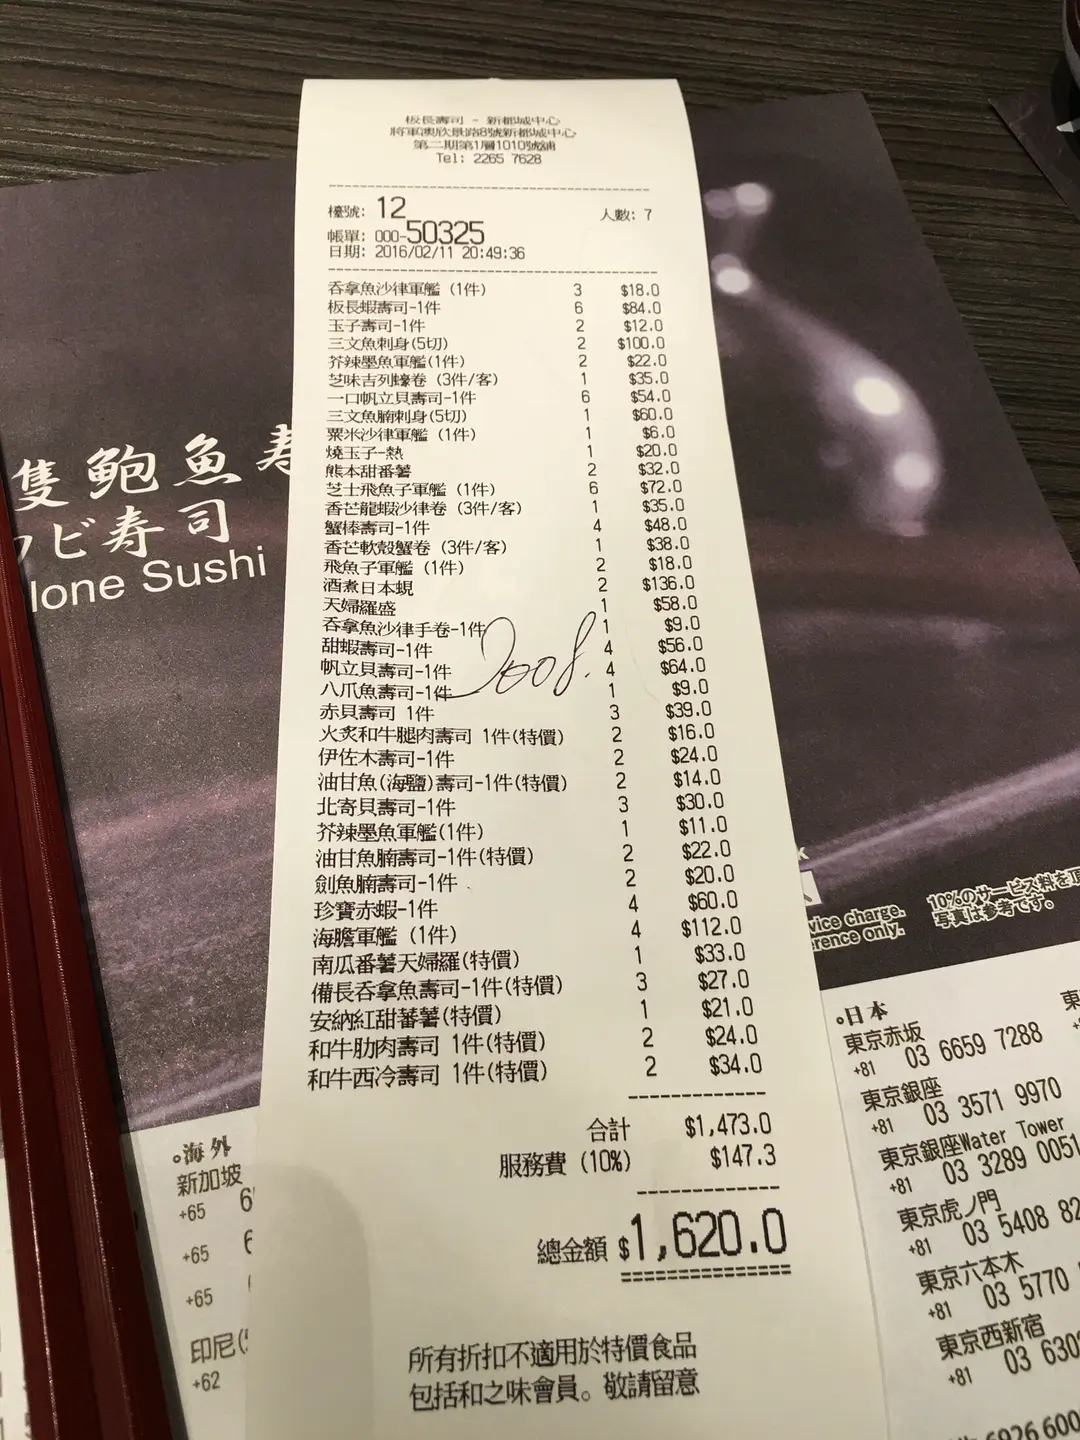 板長壽司 - 新都城中心
將軍澳欣景路8號新都城中心
第二期第1層1010號舖
Tel: 2265 7628
檯號: 12 人數: 7
帳單: 000-50325
日期: 2016/02/11 20:49:36
吞拿魚沙律軍艦 (1件) 3 $18.0
板長蝦壽司-1件 6 $84.0
玉子壽司-1件 2 $12.0
三文魚刺身(5切) 2 $100.0
芥辣墨魚軍艦(1件) 2 $22.0
芝味吉列蠔卷 (3件/客) 1 $35.0
一口帆立貝壽司-1件 6 $54.0
三文魚腩刺身(5切) 1 $60.0
粟米沙律軍艦 (1件) 1 $6.0
燒玉子-熱 1 $20.0
熊本甜番薯 2 $32.0
芝士飛魚子軍艦 (1件) 6 $72.0
香芒龍蝦沙律卷 (3件/客) 1 $35.0
蟹棒壽司-1件 4 $48.0
香芒軟殼蟹卷 (3件/客) 1 $38.0
飛魚子軍艦 (1件) 2 $18.0
酒煮日本蜆 2 $136.0
天婦羅盛 1 $58.0
吞拿魚沙律手卷-1件 1 $9.0
甜蝦壽司-1件 4 $56.0
帆立貝壽司-1件 4 $64.0
八爪魚壽司-1件 1 $9.0
2008.
赤貝壽司 1件 3 $39.0
火炙和牛腿肉壽司 1件(特價) 2 $16.0
伊佐木壽司-1件 2 $24.0
油甘魚(海鹽)壽司-1件(特價) 2 $14.0
北寄貝壽司-1件 3 $30.0
芥辣墨魚軍艦(1件) 1 $11.0
油甘魚腩壽司-1件(特價) 2 $22.0
劍魚腩壽司-1件 2 $20.0
珍寶赤蝦-1件 4 $60.0
海膽軍艦 (1件) 4 $112.0
南瓜番薯天婦羅(特價) 1 $33.0
備長吞拿魚壽司-1件(特價) 3 $27.0
安納紅甜蕃薯(特價) 1 $21.0
和牛肋肉壽司 1件(特價) 2 $24.0
和牛西冷壽司 1件(特價) 2 $34.0
合計 $1,473.0
服務費 (10%) $147.3
總金額 $1,620.0
所有折扣不適用於特價食品
包括和之味會員。敬請留意
隻鮑魚壽
ビ寿司
lone Sushi
vice charge.
rence only.
10%のサービス料を頂
写真は参考です。
海外
新加坡
+65 6
+65 6
+65
印尼
+62
日本
東京赤坂
+81 03 6659 7288
東京銀座
+81 03 3571 9970
東京銀座Water Tower
+81 03 3289 0051
東京虎ノ門
+81 03 5408 82
東京六本木
+81 03 5770
東京西新宿
+81 03 630
6926 600